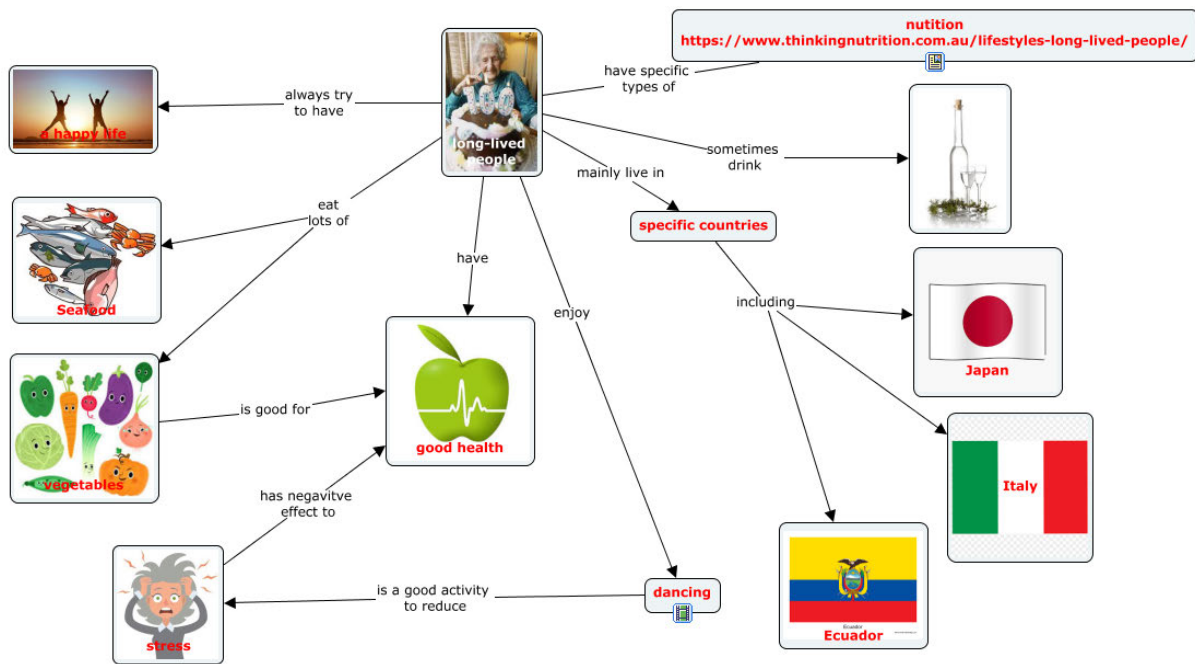 nutition
https://www.thinkingnutrition.com.au/lifestyles-long-lived-people/
have specific
types of
always try
to have
a happy life
100
long-lived
people
sometimes
drink
mainly live in
specific countries
eat
lots of
Seafood
have
enjoy
including
Japan
is good for
good health
vegetables
Italy
has negavitve
effect to
stress
is a good activity
to reduce
dancing
Ecuador
Ecuador